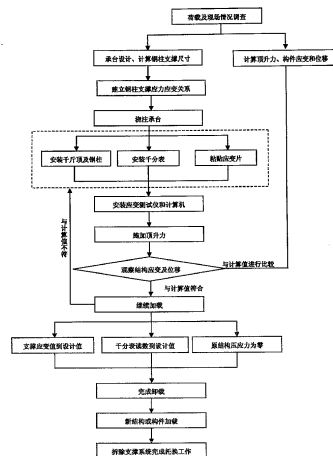 荷载及现场情况调查
承台设计、计算钢柱支撑尺寸
计算顶升力、构件应变和位移
建立钢柱支撑应力应变关系
浇注承台
安装千斤顶及钢柱
安装千分表
粘贴应变片
安装应变测试仪和计算机
施加顶升力
观察结构应变及位移
与计算值进行比较
与计算值不符
与计算值符合
继续加载
支撑应变值到设计值
千分表读数到设计值
原结构压应力为零
完成卸载
新结构或构件加载
拆除支撑系统完成托换工作